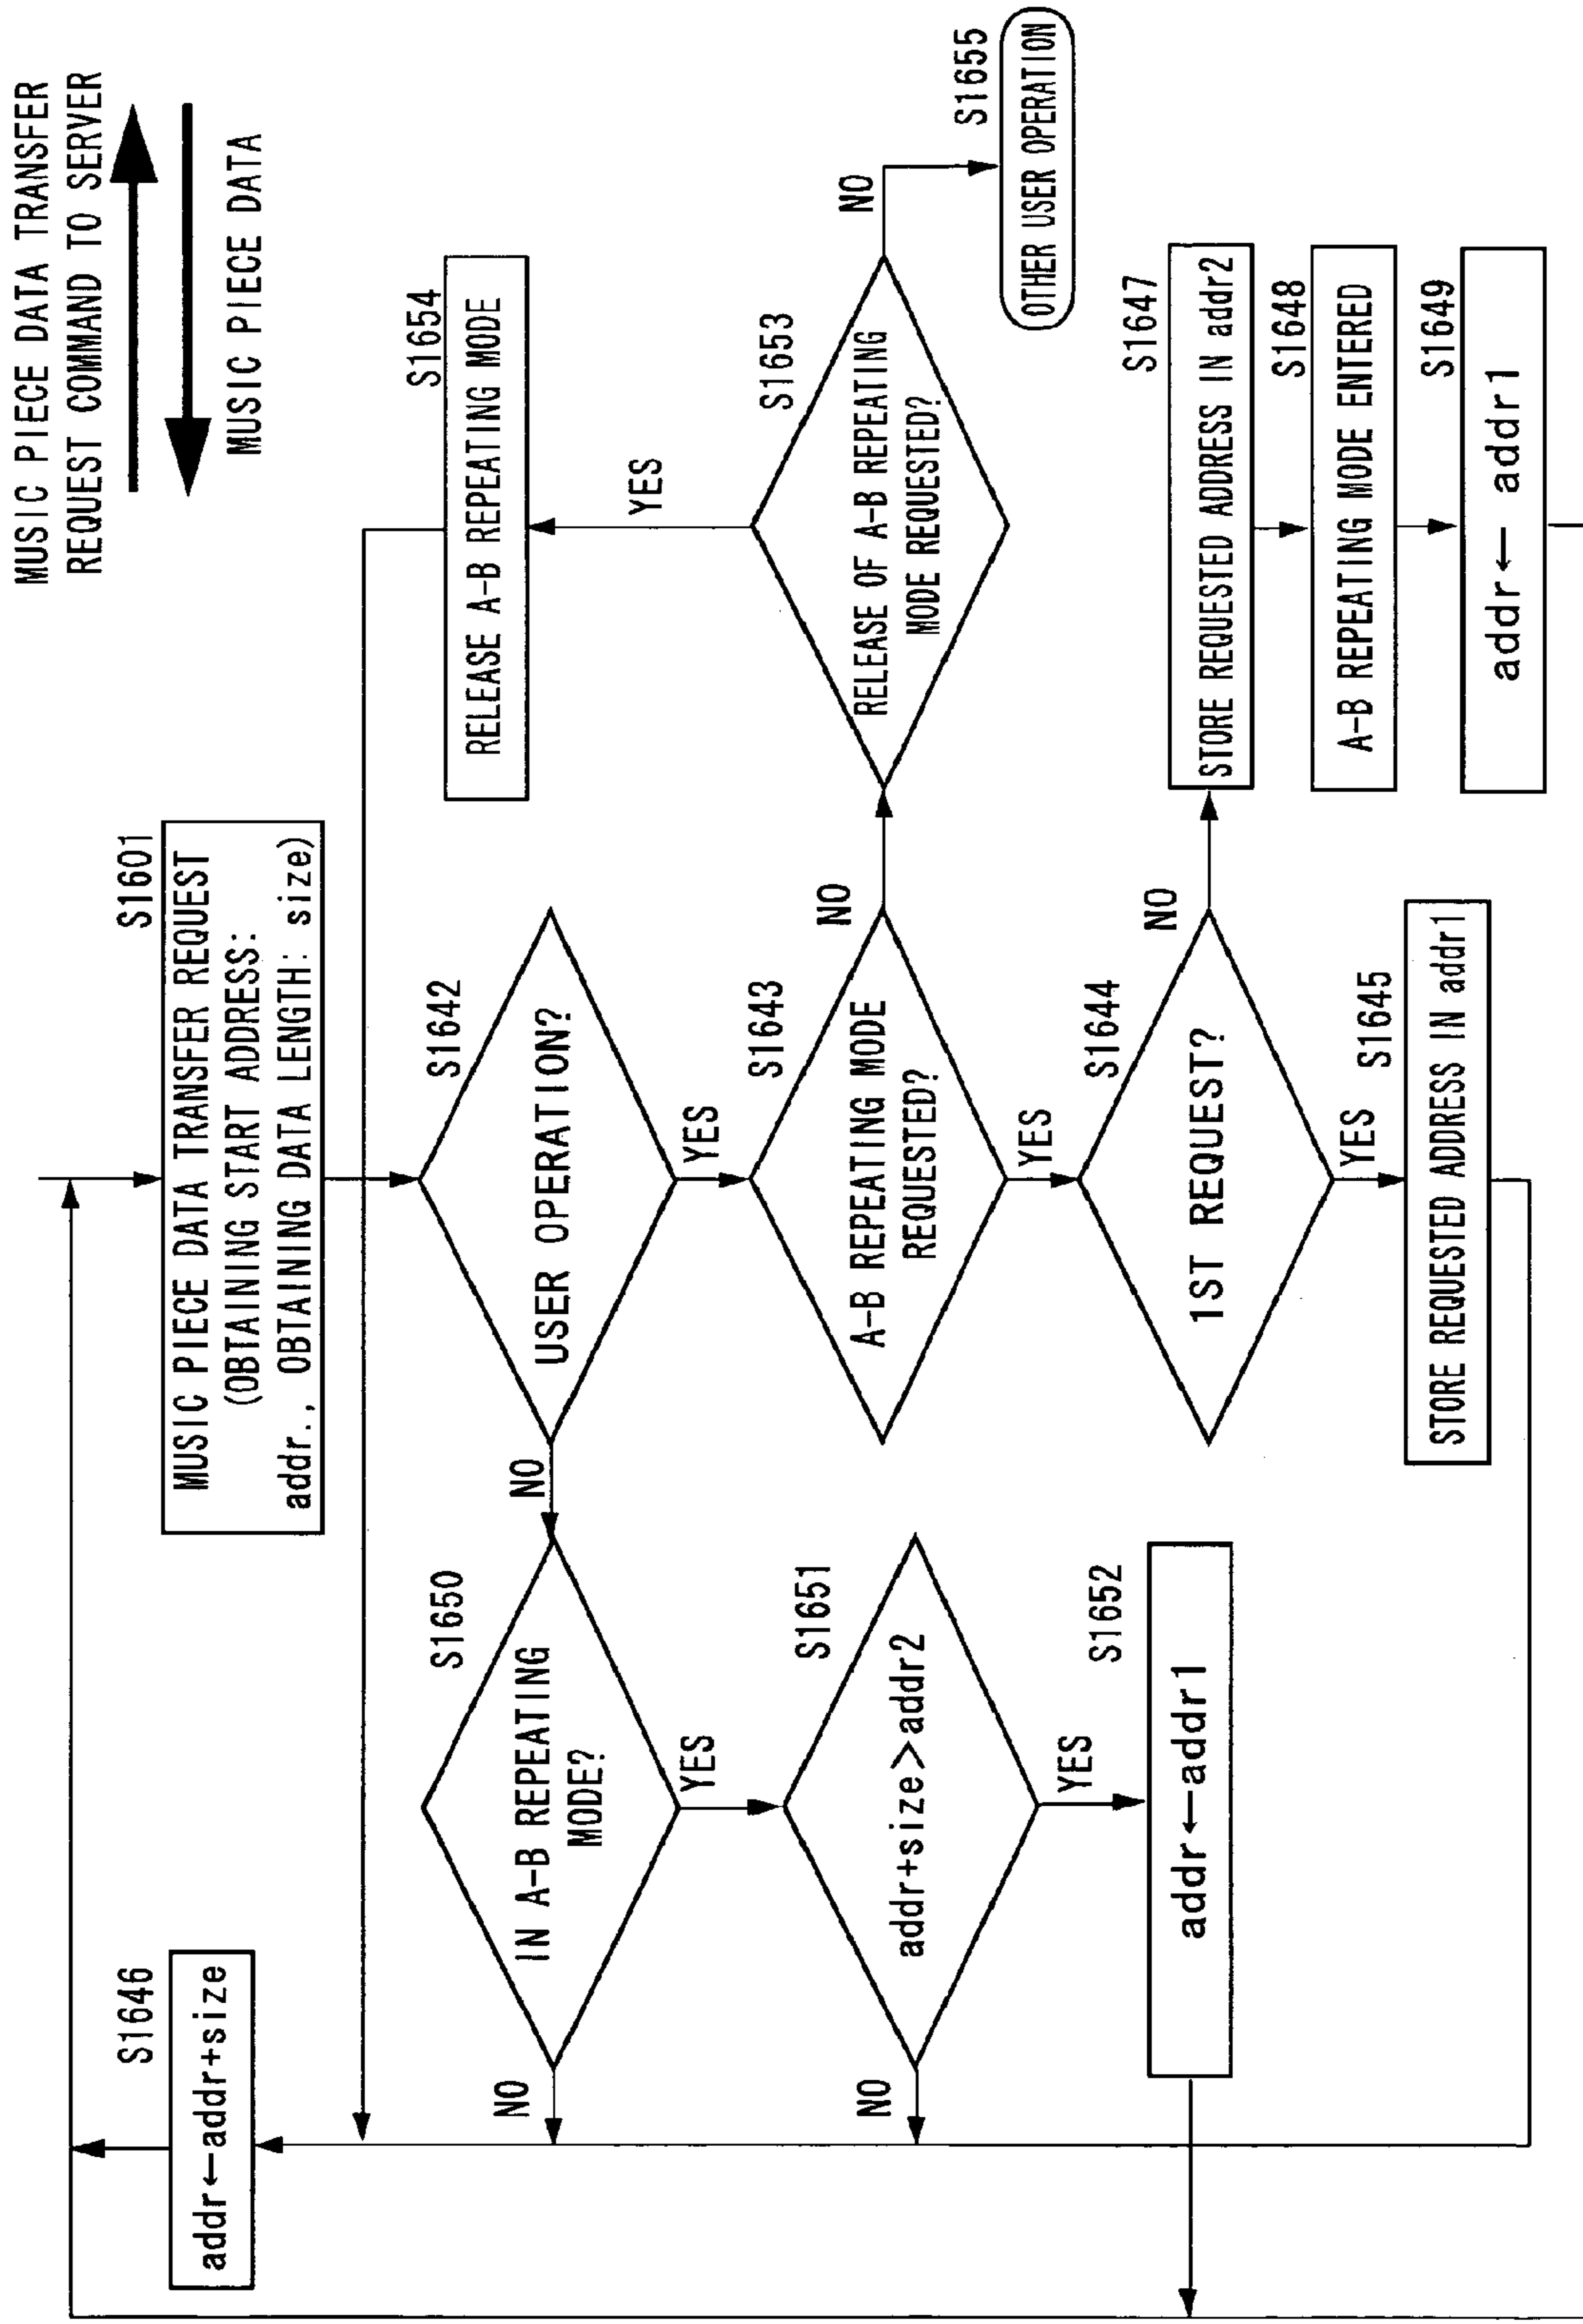 MUSIC PIECE DATA TRANSFER
REQUEST COMMAND TO SERVER
MUSIC PIECE DATA
S1601
MUSIC PIECE DATA TRANSFER REQUEST
(OBTAINING START ADDRESS:
addr., OBTAINING DATA LENGTH: size)
S1646
addr←addr+size
S1642
USER OPERATION?
NO
YES
S1650
IN A-B REPEATING
MODE?
NO
YES
S1654
RELEASE A-B REPEATING MODE
YES
S1643
A-B REPEATING MODE
REQUESTED?
NO
YES
S1653
RELEASE OF A-B REPEATING
MODE REQUESTED?
NO
S1655
OTHER USER OPERATION
S1651
addr+size>addr2
NO
YES
S1652
addr←addr1
S1644
1ST REQUEST?
NO
YES
S1645
STORE REQUESTED ADDRESS IN addr1
S1647
STORE REQUESTED ADDRESS IN addr2
S1648
A-B REPEATING MODE ENTERED
S1649
addr← addr1